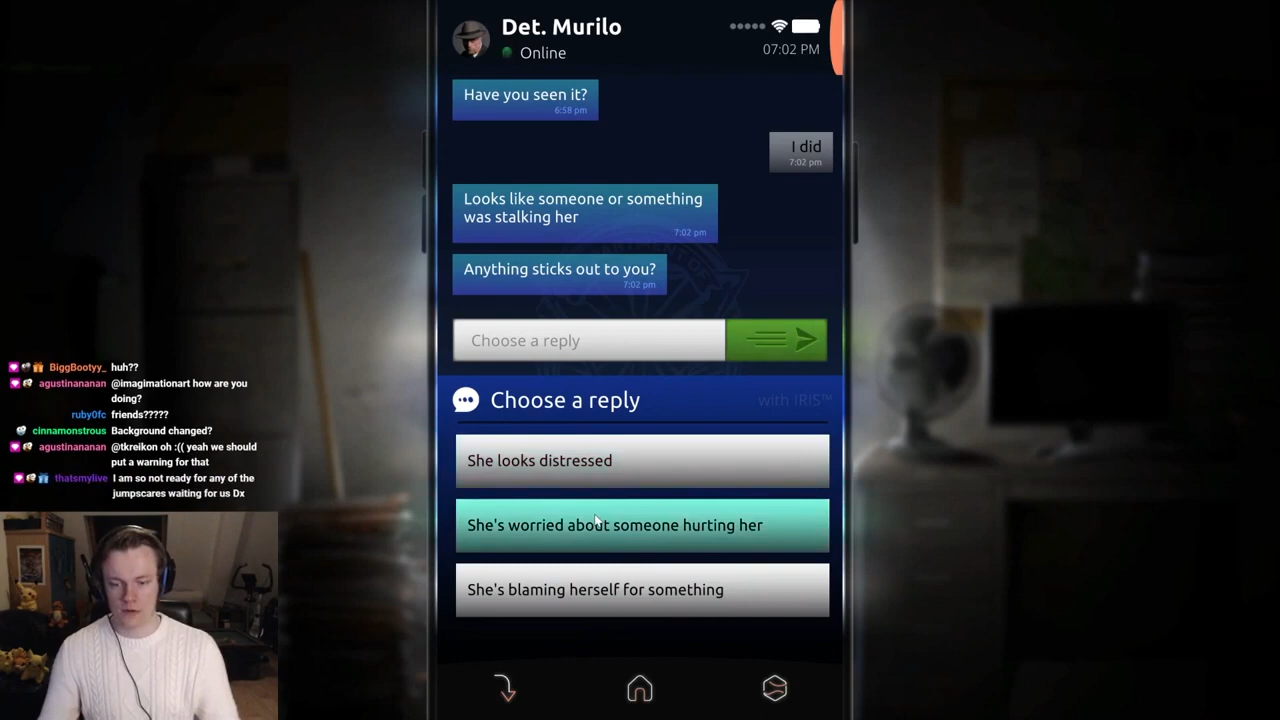 Det. Murilo
Online
07:02 PM
Have you seen it?
6:58 pm
I did
7:02 pm
Looks like someone or something
was stalking her
7:02 pm
Anything sticks out to you?
7:02 pm
Choose a reply
Choose a reply
with IRIS™
She looks distressed
She's worried about someone hurting her
She's blaming herself for something
BiggBootyy_ huh??
agustinananan @imagimationart how are you
doing?
ruby0fc friends?????
cinnamonstrous Background changed?
agustinananan @tkreikon oh :(( yeah we should
put a warning for that
thatsmylive I am so not ready for any of the
jumpscares waiting for us Dx